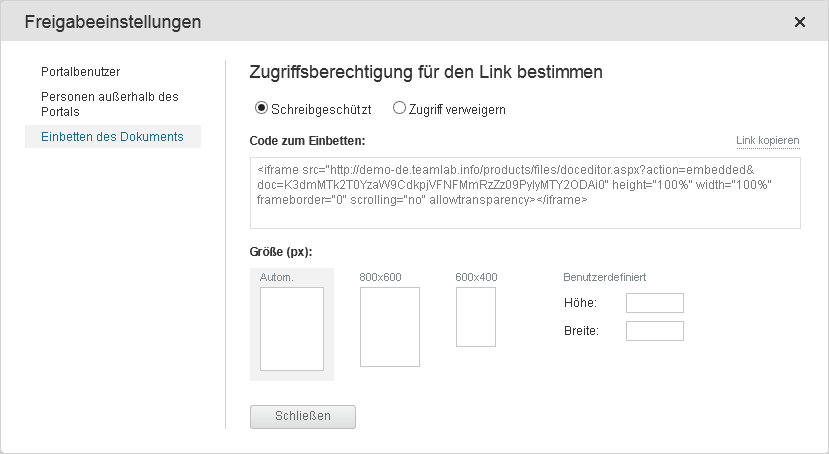 Freigabeeinstellungen
Portalbenutzer
Personen außerhalb des
Portals
Einbetten des Dokuments
Zugriffsberechtigung für den Link bestimmen
Schreibgeschützt Zugriff verweigern
Code zum Einbetten: Link kopieren
<iframe src="http://demo-de.teamlab.info/products/files/doceditor.aspx?action=embedded&
doc=K3dmMTk2T0YzaW9CdkpjVFNFMmRzZz09PylyMTY2ODAi0" height="100%" width="100%"
frameborder="0" scrolling="no" allowtransparency></iframe>
Größe (px):
Autom. 800x600 600x400 Benutzerdefiniert
Höhe:
Breite:
Schließen